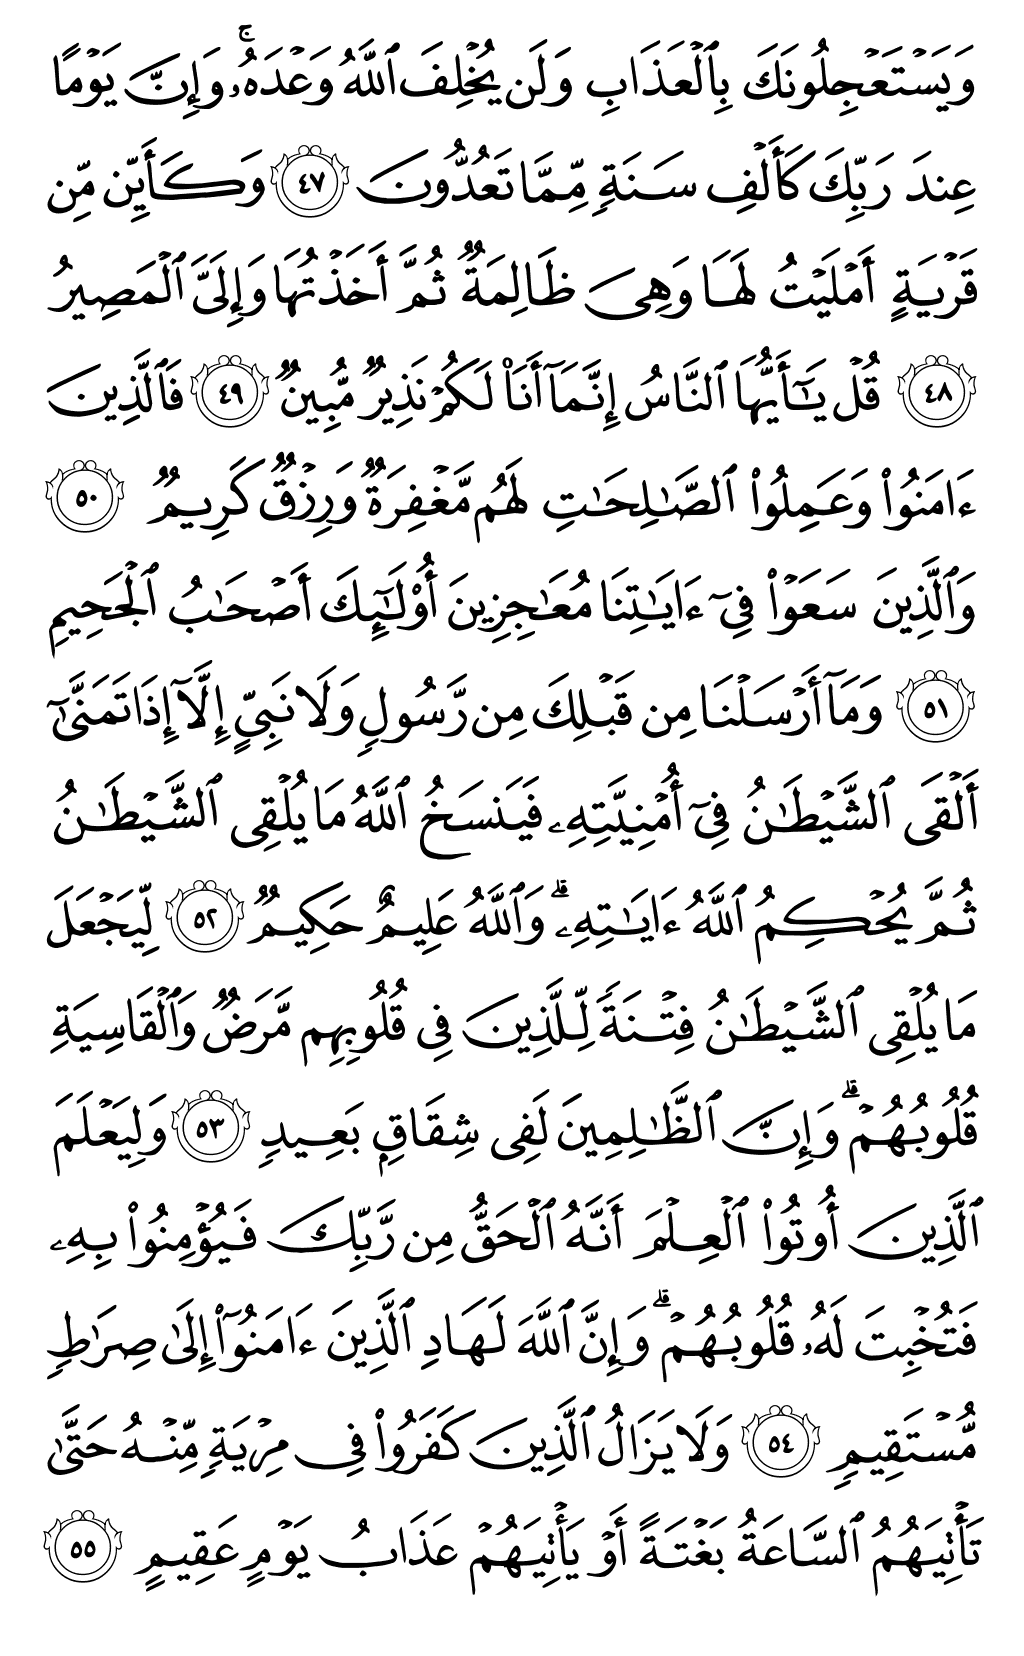 وَيَسۡتَعۡجِلُونَكَ بِٱلۡعَذَابِ وَلَن يُخۡلِفَ ٱللَّهُ وَعۡدَهُۥۚ وَإِنَّ يَوۡمًا
عِندَ رَبِّكَ كَأَلۡفِ سَنَةٖ مِّمَّا تَعُدُّونَ ٤٧ وَكَأَيِّن مِّن
قَرۡيَةٍ أَمۡلَيۡتُ لَهَا وَهِيَ ظَالِمَةٞ ثُمَّ أَخَذۡتُهَا وَإِلَيَّ ٱلۡمَصِيرُ
٤٨ قُلۡ يَٰٓأَيُّهَا ٱلنَّاسُ إِنَّمَآ أَنَا۠ لَكُمۡ نَذِيرٞ مُّبِينٞ ٤٩ فَٱلَّذِينَ
ءَامَنُواْ وَعَمِلُواْ ٱلصَّٰلِحَٰتِ لَهُم مَّغۡفِرَةٞ وَرِزۡقٞ كَرِيمٞ ٥٠
وَٱلَّذِينَ سَعَوۡاْ فِيٓ ءَايَٰتِنَا مُعَٰجِزِينَ أُوْلَٰٓئِكَ أَصۡحَٰبُ ٱلۡجَحِيمِ
٥١ وَمَآ أَرۡسَلۡنَا مِن قَبۡلِكَ مِن رَّسُولٖ وَلَا نَبِيٍّ إِلَّآ إِذَا تَمَنَّىٰٓ
أَلۡقَى ٱلشَّيۡطَٰنُ فِيٓ أُمۡنِيَّتِهِۦ فَيَنسَخُ ٱللَّهُ مَا يُلۡقِي ٱلشَّيۡطَٰنُ
ثُمَّ يُحۡكِمُ ٱللَّهُ ءَايَٰتِهِۦۗ وَٱللَّهُ عَلِيمٌ حَكِيمٞ ٥٢ لِّيَجۡعَلَ
مَا يُلۡقِي ٱلشَّيۡطَٰنُ فِتۡنَةٗ لِّلَّذِينَ فِي قُلُوبِهِم مَّرَضٞ وَٱلۡقَاسِيَةِ
قُلُوبُهُمۡۗ وَإِنَّ ٱلظَّٰلِمِينَ لَفِي شِقَاقِۭ بَعِيدٖ ٥٣ وَلِيَعۡلَمَ
ٱلَّذِينَ أُوتُواْ ٱلۡعِلۡمَ أَنَّهُ ٱلۡحَقُّ مِن رَّبِّكَ فَيُؤۡمِنُواْ بِهِۦ
فَتُخۡبِتَ لَهُۥ قُلُوبُهُمۡۗ وَإِنَّ ٱللَّهَ لَهَادِ ٱلَّذِينَ ءَامَنُوٓاْ إِلَىٰ صِرَٰطٖ
مُّسۡتَقِيمٖ ٥٤ وَلَا يَزَالُ ٱلَّذِينَ كَفَرُواْ فِي مِرۡيَةٖ مِّنۡهُ حَتَّىٰ
تَأۡتِيَهُمُ ٱلسَّاعَةُ بَغۡتَةً أَوۡ يَأۡتِيَهُمۡ عَذَابُ يَوۡمٍ عَقِيمٍ ٥٥